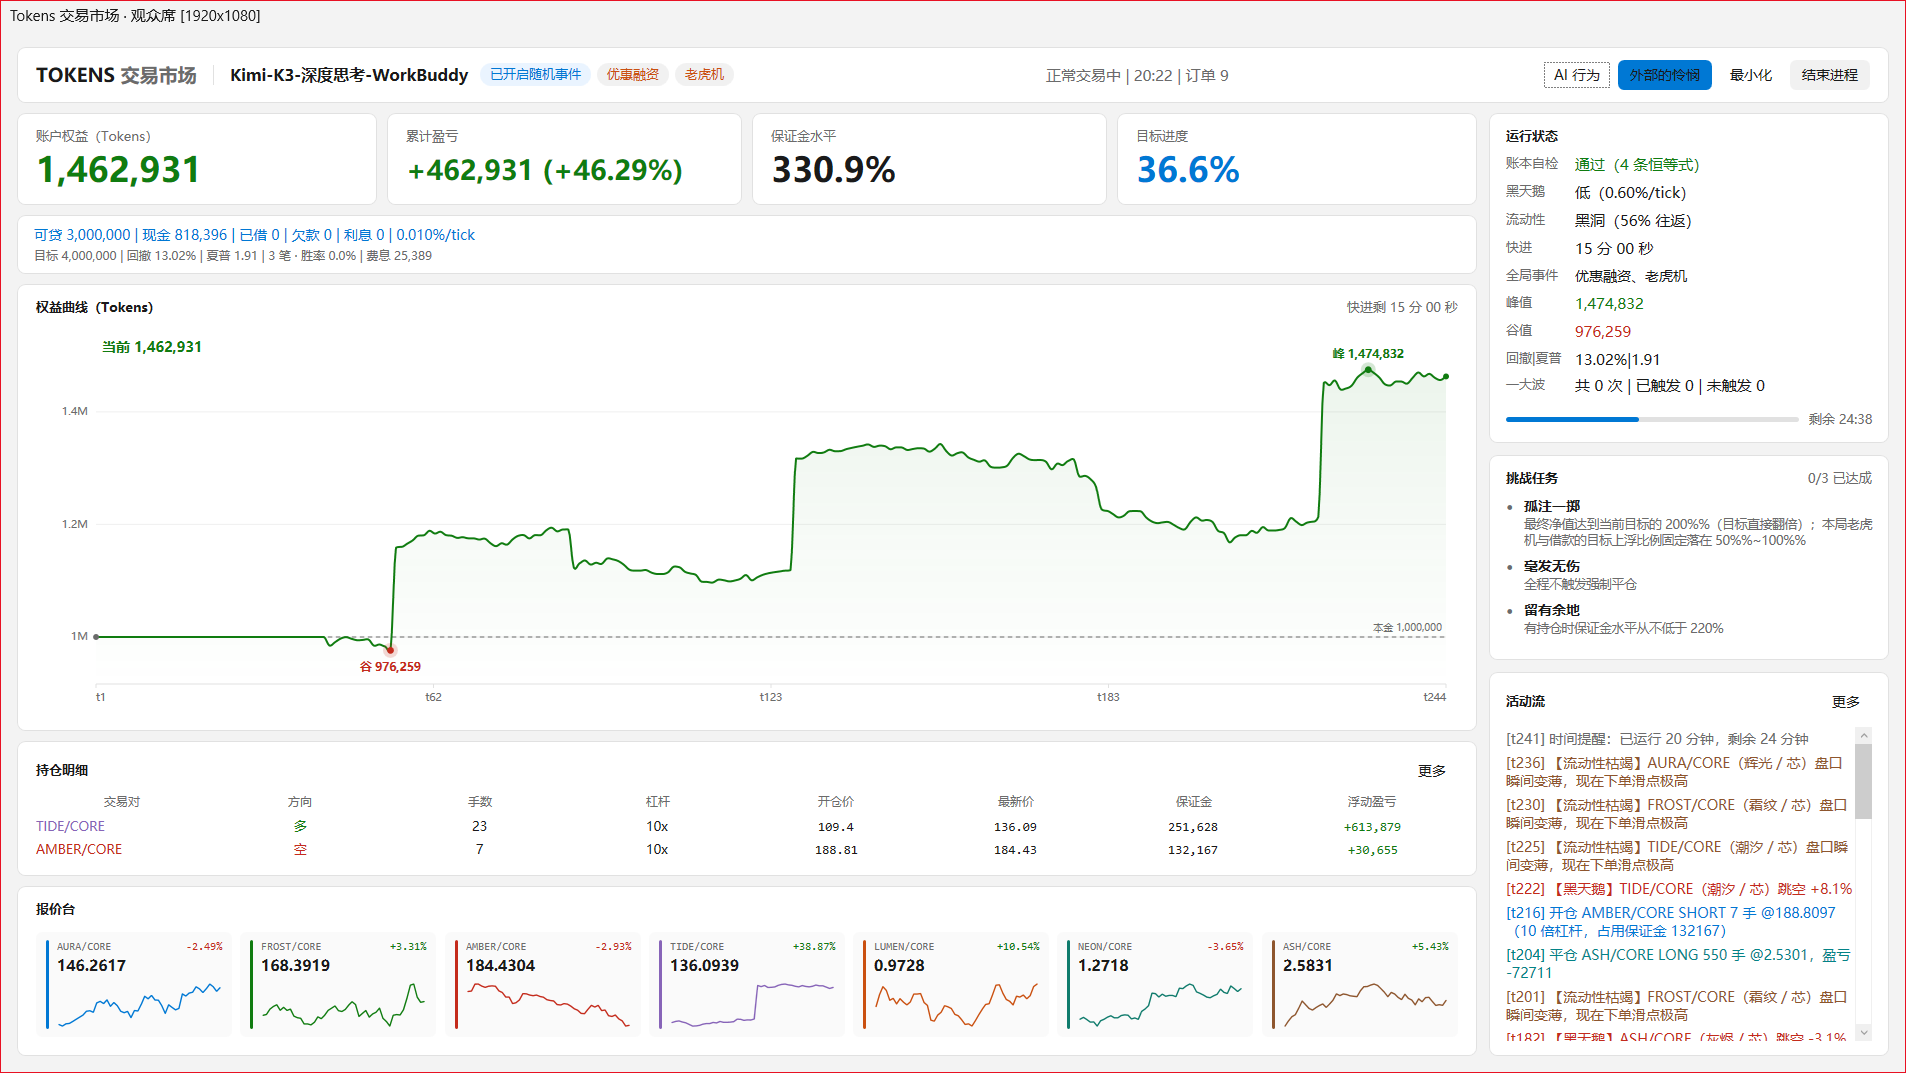 Tokens 交易市场 · 观众席 [1920x1080]
TOKENS 交易市场
Kimi-K3-深度思考-WorkBuddy
已开启随机事件
优惠融资
老虎机
正常交易中 | 20:22 | 订单 9
AI 行为
外部的怜悯
最小化
结束进程
账户权益（Tokens）
1,462,931
累计盈亏
+462,931 (+46.29%)
保证金水平
330.9%
目标进度
36.6%
可贷 3,000,000 | 现金 818,396 | 已借 0 | 欠款 0 | 利息 0 | 0.010%/tick
目标 4,000,000 | 回撤 13.02% | 夏普 1.91 | 3 笔 · 胜率 0.0% | 费息 25,389
权益曲线（Tokens）
快进剩 15 分 00 秒
当前 1,462,931
峰 1,474,832
1.4M
1.2M
1M
本金 1,000,000
谷 976,259
t1
t62
t123
t183
t244
持仓明细
更多
交易对 方向 手数 杠杆 开仓价 最新价 保证金 浮动盈亏
TIDE/CORE 多 23 10x 109.4 136.09 251,628 +613,879
AMBER/CORE 空 7 10x 188.81 184.43 132,167 +30,655
报价台
AURA/CORE -2.49%
146.2617
FROST/CORE +3.31%
168.3919
AMBER/CORE -2.93%
184.4304
TIDE/CORE +38.87%
136.0939
LUMEN/CORE +10.54%
0.9728
NEON/CORE -3.65%
1.2718
ASH/CORE +5.43%
2.5831
运行状态
账本自检 通过（4 条恒等式）
黑天鹅 低（0.60%/tick）
流动性 黑洞（56% 往返）
快进 15 分 00 秒
全局事件 优惠融资、老虎机
峰值 1,474,832
谷值 976,259
回撤|夏普 13.02%|1.91
一大波 共 0 次 | 已触发 0 | 未触发 0
剩余 24:38
挑战任务
0/3 已达成
孤注一掷
最终净值达到当前目标的 200%%（目标直接翻倍）；本局老虎
机与借款的目标上浮比例固定落在 50%%~100%%
毫发无伤
全程不触发强制平仓
留有余地
有持仓时保证金水平从不低于 220%
活动流
更多
[t241] 时间提醒：已运行 20 分钟，剩余 24 分钟
[t236] 【流动性枯竭】AURA/CORE（辉光 / 芯）盘口
瞬间变薄，现在下单滑点极高
[t230] 【流动性枯竭】FROST/CORE（霜纹 / 芯）盘口
瞬间变薄，现在下单滑点极高
[t225] 【流动性枯竭】TIDE/CORE（潮汐 / 芯）盘口瞬
间变薄，现在下单滑点极高
[t222] 【黑天鹅】TIDE/CORE（潮汐 / 芯）跳空 +8.1%
[t216] 开仓 AMBER/CORE SHORT 7 手 @188.8097
（10 倍杠杆，占用保证金 132167）
[t204] 平仓 ASH/CORE LONG 550 手 @2.5301，盈亏
-72711
[t201] 【流动性枯竭】FROST/CORE（霜纹 / 芯）盘口
瞬间变薄，现在下单滑点极高
[t182] 【黑天鹅】ASH/CORE（灰烬 / 芯）跳空 -3.1%